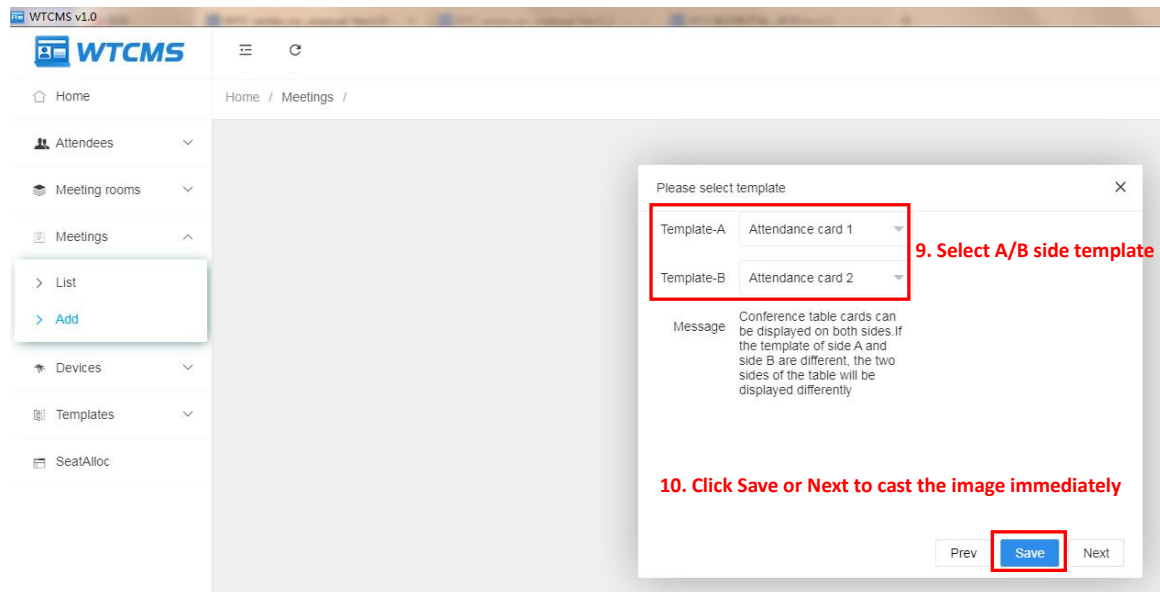 WTCMS v1.0
WTCMS
Home
Home / Meetings /
Attendees
Meeting rooms
Meetings
List
Add
Devices
Templates
SeatAlloc
Please select template
Template-A Attendance card 1
9. Select A/B side template
Template-B Attendance card 2
Message Conference table cards can
be displayed on both sides.If
the template of side A and
side B are different, the two
sides of the table will be
displayed differently
10. Click Save or Next to cast the image immediately
Prev Save Next